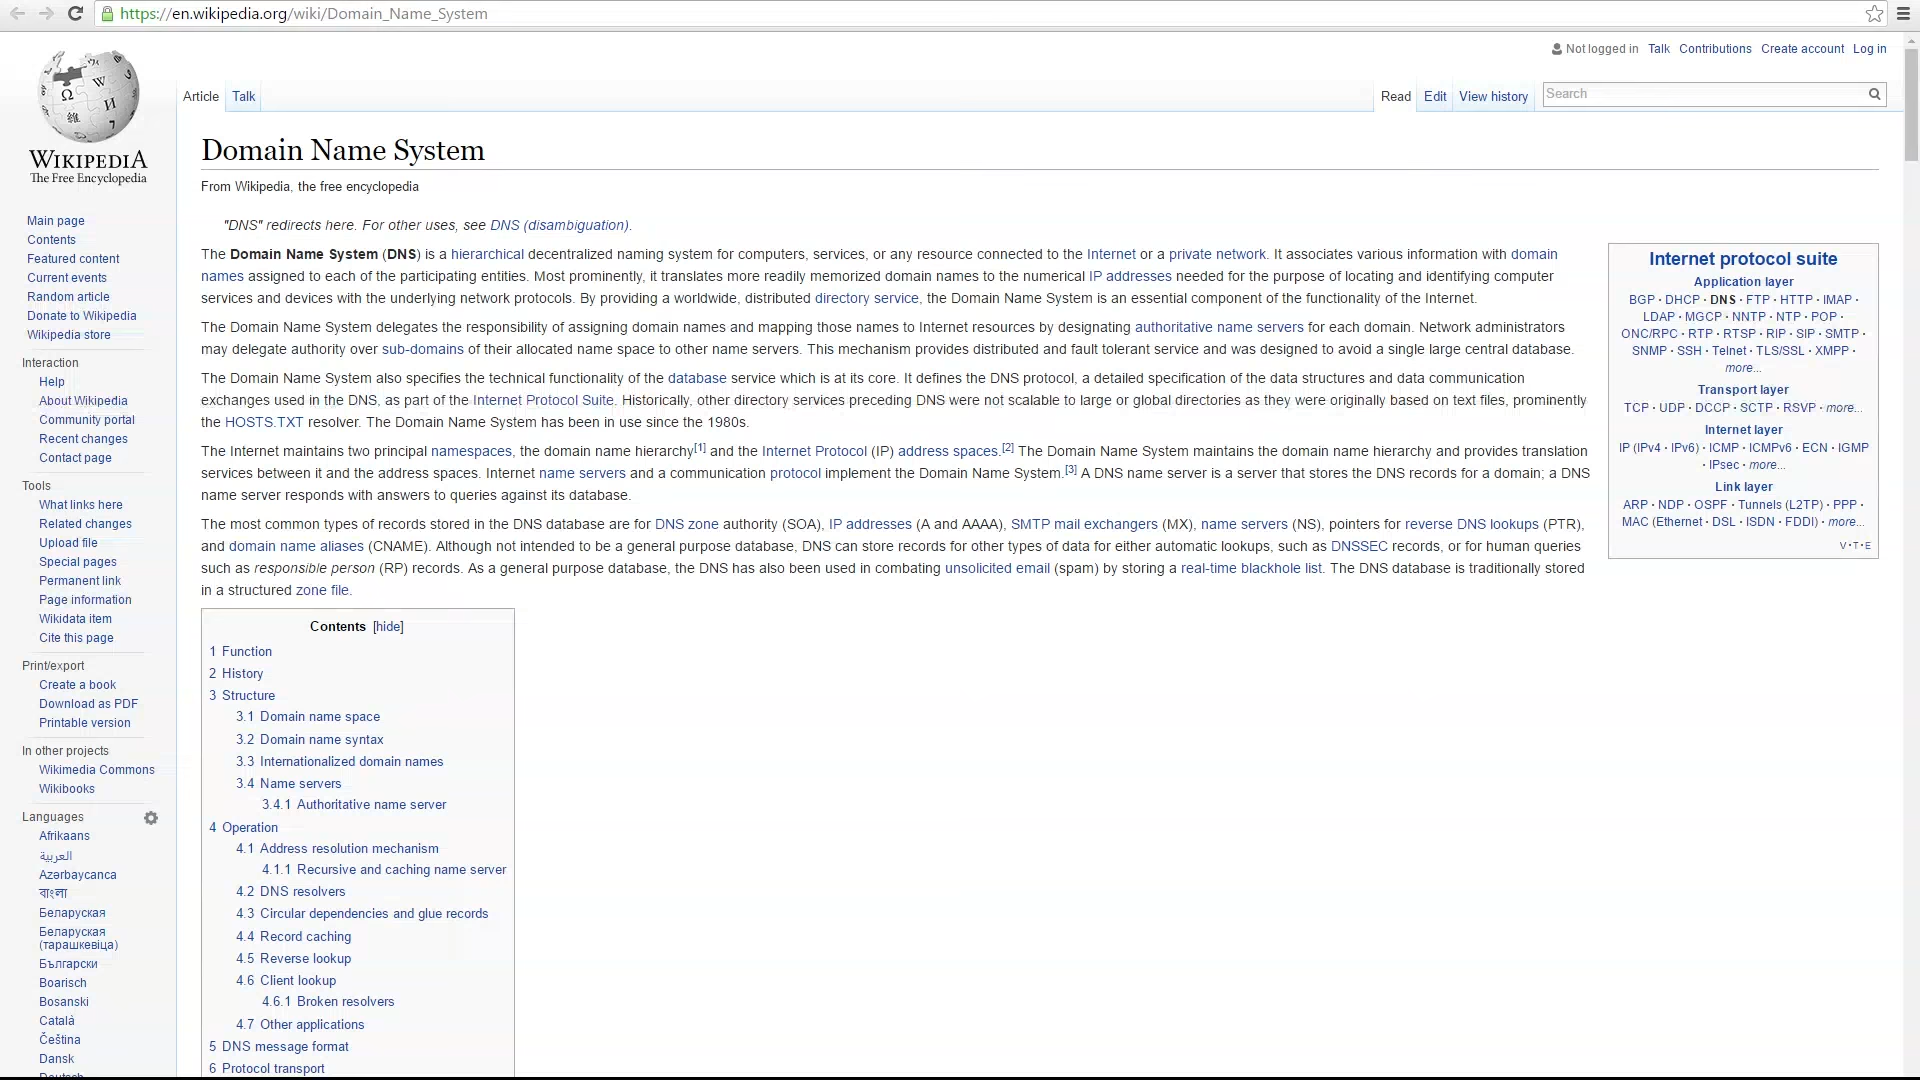 https://en.wikipedia.org/wiki/Domain_Name_System
Not logged in Talk Contributions Create account Log in
Article Talk
Read Edit View history Search
WIKIPEDIA
The Free Encyclopedia
Main page
Contents
Featured content
Current events
Random article
Donate to Wikipedia
Wikipedia store
Interaction
Help
About Wikipedia
Community portal
Recent changes
Contact page
Tools
What links here
Related changes
Upload file
Special pages
Permanent link
Page information
Wikidata item
Cite this page
Print/export
Create a book
Download as PDF
Printable version
In other projects
Wikimedia Commons
Wikibooks
Languages
Afrikaans
العربية
Azərbaycanca
বাংলা
Беларуская
Беларуская
(тарашкевіца)
Български
Boarisch
Bosanski
Català
Čeština
Dansk
Domain Name System
From Wikipedia, the free encyclopedia
"DNS" redirects here. For other uses, see DNS (disambiguation).
The Domain Name System (DNS) is a hierarchical decentralized naming system for computers, services, or any resource connected to the Internet or a private network. It associates various information with domain
names assigned to each of the participating entities. Most prominently, it translates more readily memorized domain names to the numerical IP addresses needed for the purpose of locating and identifying computer
services and devices with the underlying network protocols. By providing a worldwide, distributed directory service, the Domain Name System is an essential component of the functionality of the Internet.
The Domain Name System delegates the responsibility of assigning domain names and mapping those names to Internet resources by designating authoritative name servers for each domain. Network administrators
may delegate authority over sub-domains of their allocated name space to other name servers. This mechanism provides distributed and fault tolerant service and was designed to avoid a single large central database.
The Domain Name System also specifies the technical functionality of the database service which is at its core. It defines the DNS protocol, a detailed specification of the data structures and data communication
exchanges used in the DNS, as part of the Internet Protocol Suite. Historically, other directory services preceding DNS were not scalable to large or global directories as they were originally based on text files, prominently
the HOSTS.TXT resolver. The Domain Name System has been in use since the 1980s.
The Internet maintains two principal namespaces, the domain name hierarchy[1] and the Internet Protocol (IP) address spaces.[2] The Domain Name System maintains the domain name hierarchy and provides translation
services between it and the address spaces. Internet name servers and a communication protocol implement the Domain Name System.[3] A DNS name server is a server that stores the DNS records for a domain; a DNS
name server responds with answers to queries against its database.
The most common types of records stored in the DNS database are for DNS zone authority (SOA), IP addresses (A and AAAA), SMTP mail exchangers (MX), name servers (NS), pointers for reverse DNS lookups (PTR),
and domain name aliases (CNAME). Although not intended to be a general purpose database, DNS can store records for other types of data for either automatic lookups, such as DNSSEC records, or for human queries
such as responsible person (RP) records. As a general purpose database, the DNS has also been used in combating unsolicited email (spam) by storing a real-time blackhole list. The DNS database is traditionally stored
in a structured zone file.
Internet protocol suite
Application layer
BGP · DHCP · DNS · FTP · HTTP · IMAP ·
LDAP · MGCP · NNTP · NTP · POP ·
ONC/RPC · RTP · RTSP · RIP · SIP · SMTP ·
SNMP · SSH · Telnet · TLS/SSL · XMPP ·
more...
Transport layer
TCP · UDP · DCCP · SCTP · RSVP · more...
Internet layer
IP (IPv4 · IPv6) · ICMP · ICMPv6 · ECN · IGMP
· IPsec · more...
Link layer
ARP · NDP · OSPF · Tunnels (L2TP) · PPP ·
MAC (Ethernet · DSL · ISDN · FDDI) · more...
V · T · E
Contents [hide]
1 Function
2 History
3 Structure
3.1 Domain name space
3.2 Domain name syntax
3.3 Internationalized domain names
3.4 Name servers
3.4.1 Authoritative name server
4 Operation
4.1 Address resolution mechanism
4.1.1 Recursive and caching name server
4.2 DNS resolvers
4.3 Circular dependencies and glue records
4.4 Record caching
4.5 Reverse lookup
4.6 Client lookup
4.6.1 Broken resolvers
4.7 Other applications
5 DNS message format
6 Protocol transport